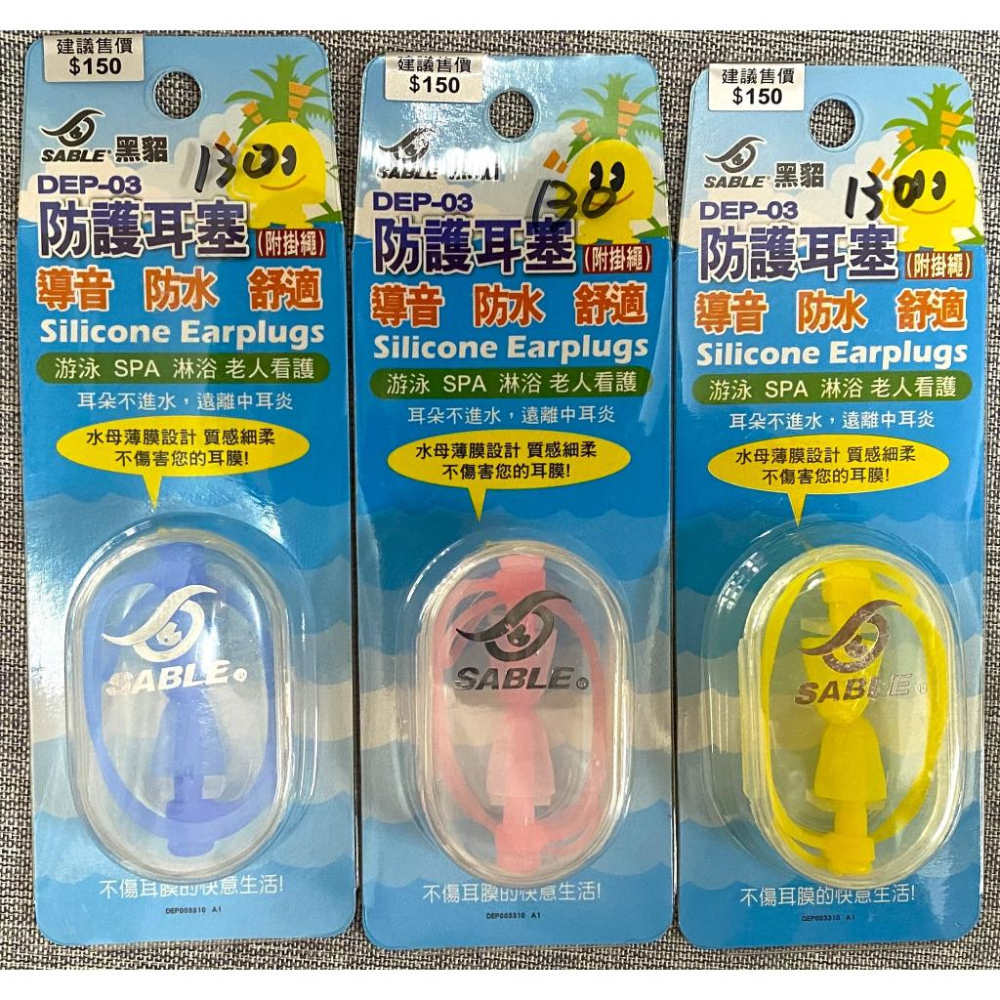 建議售價
$150
SABLE 黑貂
130
DEP-03
防護耳塞(附掛繩)
導音 防水 舒適
Silicone Earplugs
游泳 SPA 淋浴 老人看護
耳朵不進水，遠離中耳炎
水母薄膜設計 質感細柔
不傷害您的耳膜!
SABLE®
不傷耳膜的快意生活!
DEP003310 A1
建議售價
$150
SABLE
130
DEP-03
防護耳塞(附掛繩)
導音 防水 舒適
Silicone Earplugs
游泳 SPA 淋浴 老人看護
耳朵不進水，遠離中耳炎
水母薄膜設計 質感細柔
不傷害您的耳膜!
SABLE®
不傷耳膜的快意生活!
DEP003310 A1
建議售價
$150
SABLE 黑貂
130
DEP-03
防護耳塞(附掛繩)
導音 防水 舒適
Silicone Earplugs
游泳 SPA 淋浴 老人看護
耳朵不進水，遠離中耳炎
水母薄膜設計 質感細柔
不傷害您的耳膜!
SABLE®
不傷耳膜的快意生活!
DEP003310 A1